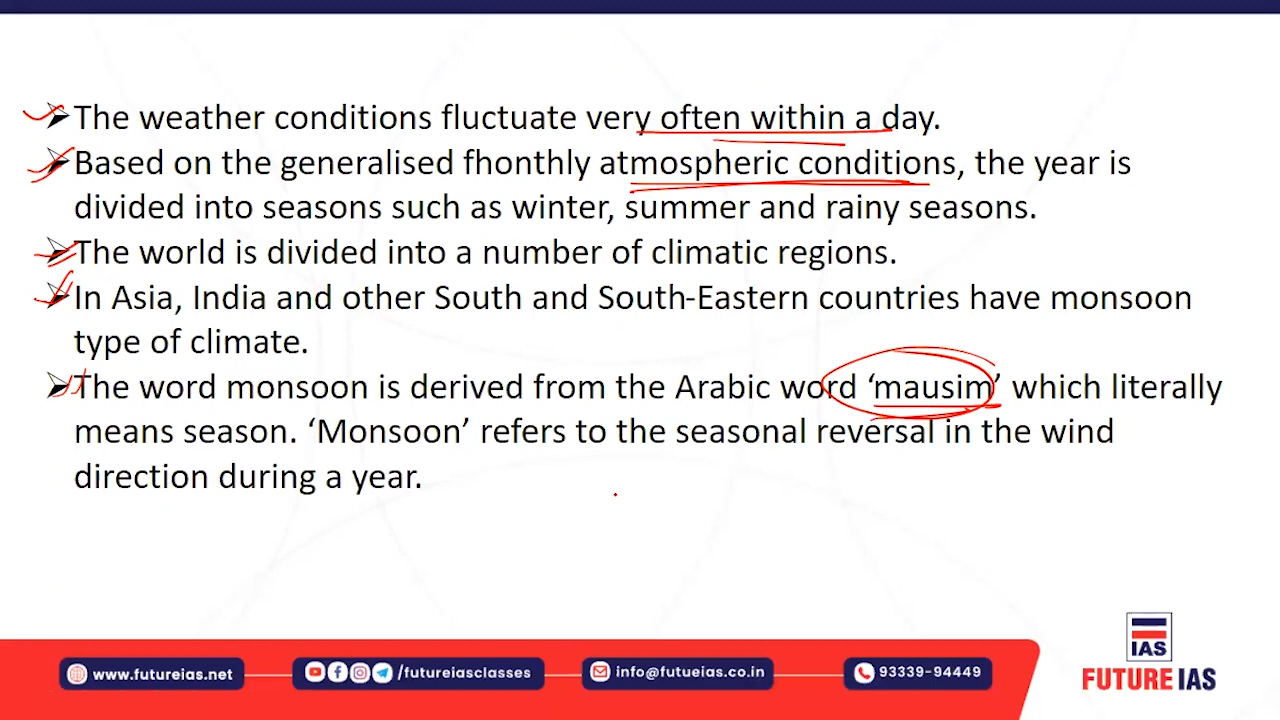 The weather conditions fluctuate very often within a day.
Based on the generalised fhonthly atmospheric conditions, the year is
divided into seasons such as winter, summer and rainy seasons.
The world is divided into a number of climatic regions.
In Asia, India and other South and South-Eastern countries have monsoon
type of climate.
The word monsoon is derived from the Arabic word ‘mausim’ which literally
means season. ‘Monsoon’ refers to the seasonal reversal in the wind
direction during a year.
www.futureias.net
/futureiasclasses
info@futueias.co.in
93339-94449
IAS
FUTURE IAS